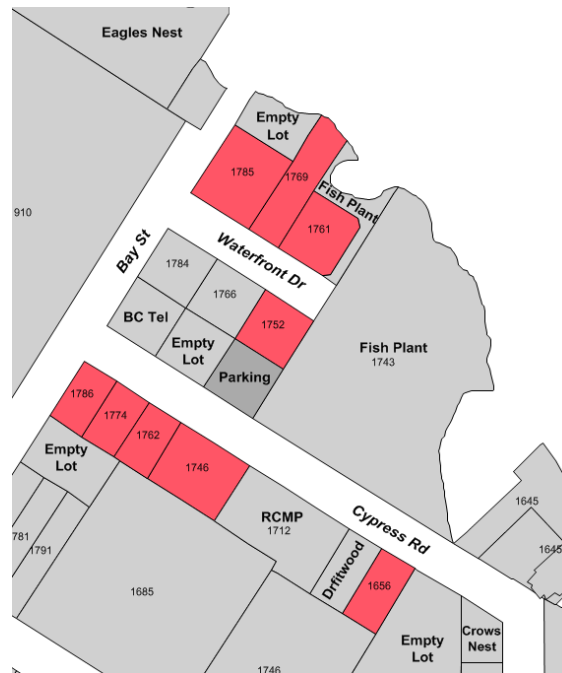 Eagles Nest
Empty
Lot
1785
1769
Fish Plant
1761
910
Bay St
Waterfront Dr
1784
1766
1752
BC Tel
Empty
Lot
Parking
Fish Plant
1743
1786
1774
1762
1746
Empty
Lot
RCMP
1712
Cypress Rd
Drfitwood
1656
1645
1645
781
1791
1685
1746
Empty
Lot
Crows
Nest